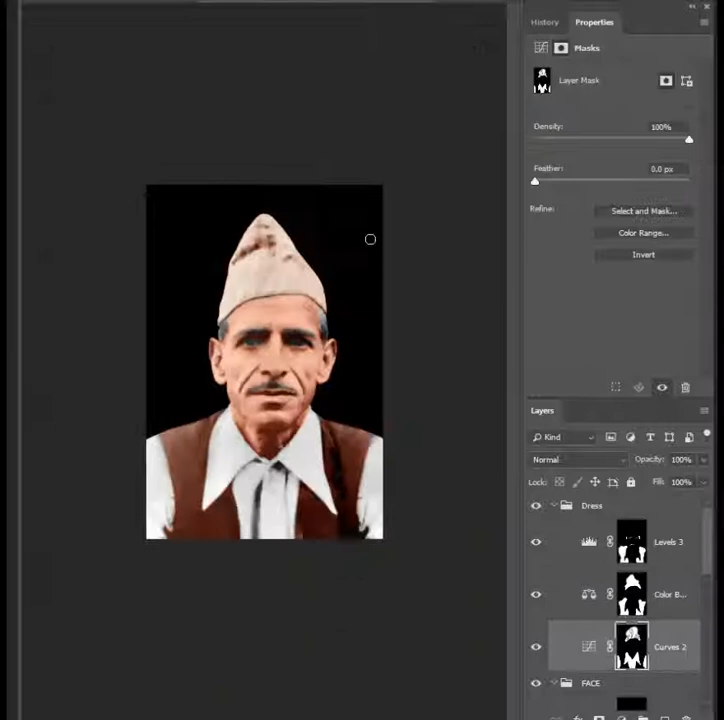 History Properties
Masks
Layer Mask
Density: 100%
Feather: 0.0 px
Refine: Select and Mask...
Color Range...
Invert
Layers
Kind
Normal Opacity: 100%
Lock: Fill: 100%
Dress
Levels 3
Color B...
Curves 2
FACE